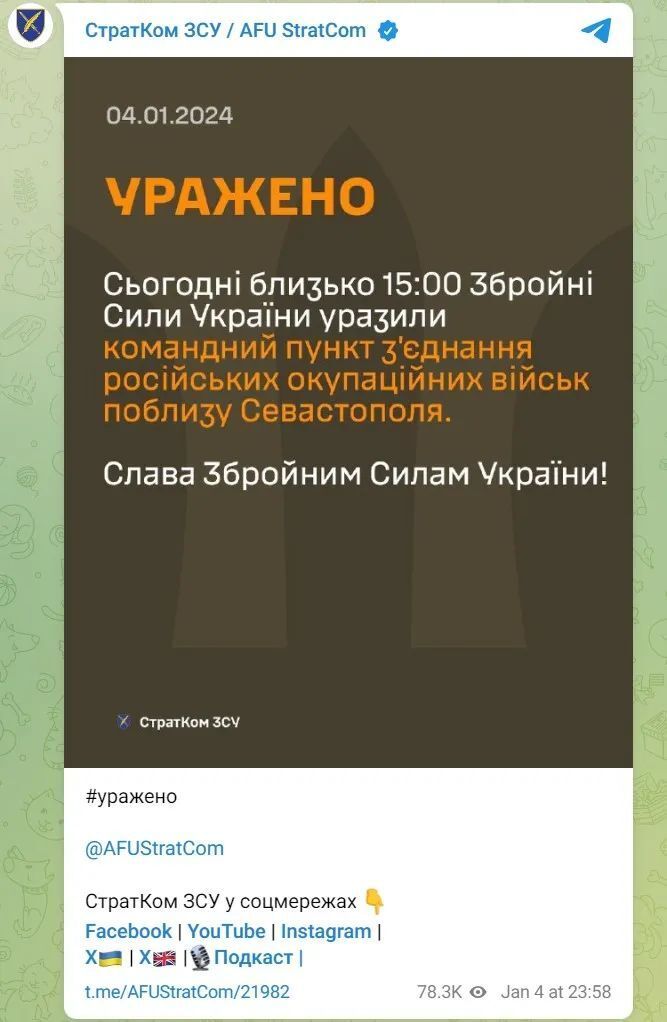 СтратКом ЗСУ / AFU StratCom
04.01.2024
УРАЖЕНО
Сьогодні близько 15:00 Збройні
Сили України уразили
командний пункт з'єднання
російських окупаційних військ
поблизу Севастополя.
Слава Збройним Силам України!
СтратКом ЗСУ
#уражено
@AFUStratCom
СтратКом ЗСУ у соцмережах 👇
Facebook | YouTube | Instagram |
X🇺🇦 | X🇬🇧 |🎙Подкаст |
t.me/AFUStratCom/21982 78.3K Jan 4 at 23:58